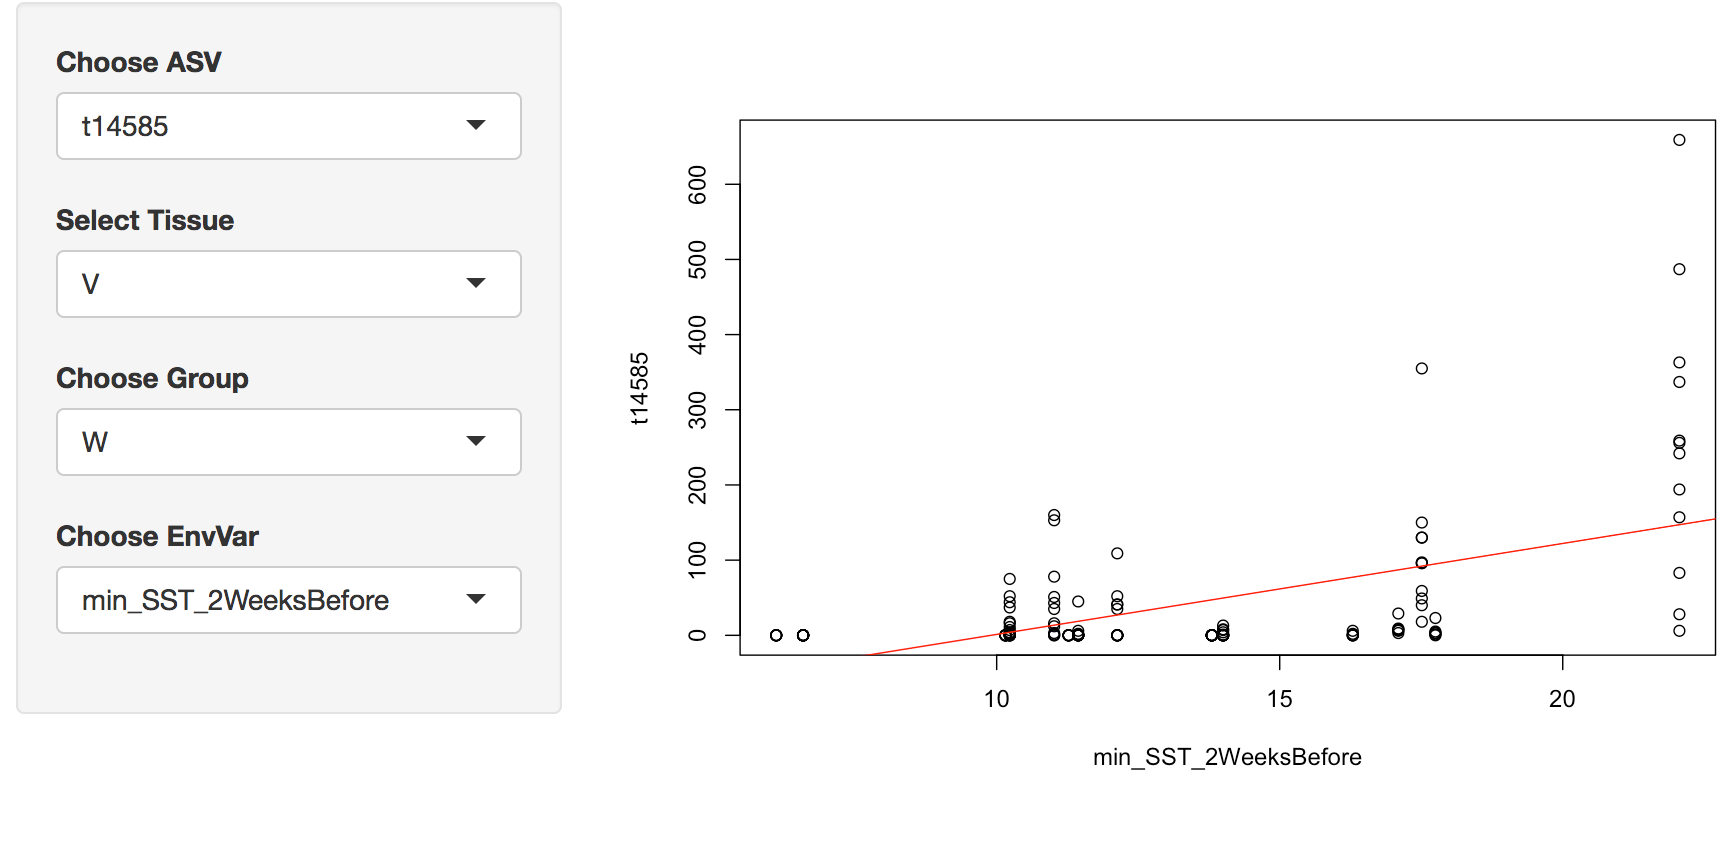 Choose ASV
t14585
Select Tissue
V
Choose Group
W
Choose EnvVar
min_SST_2WeeksBefore
t14585
600
500
400
300
200
100
0
10 15 20
min_SST_2WeeksBefore